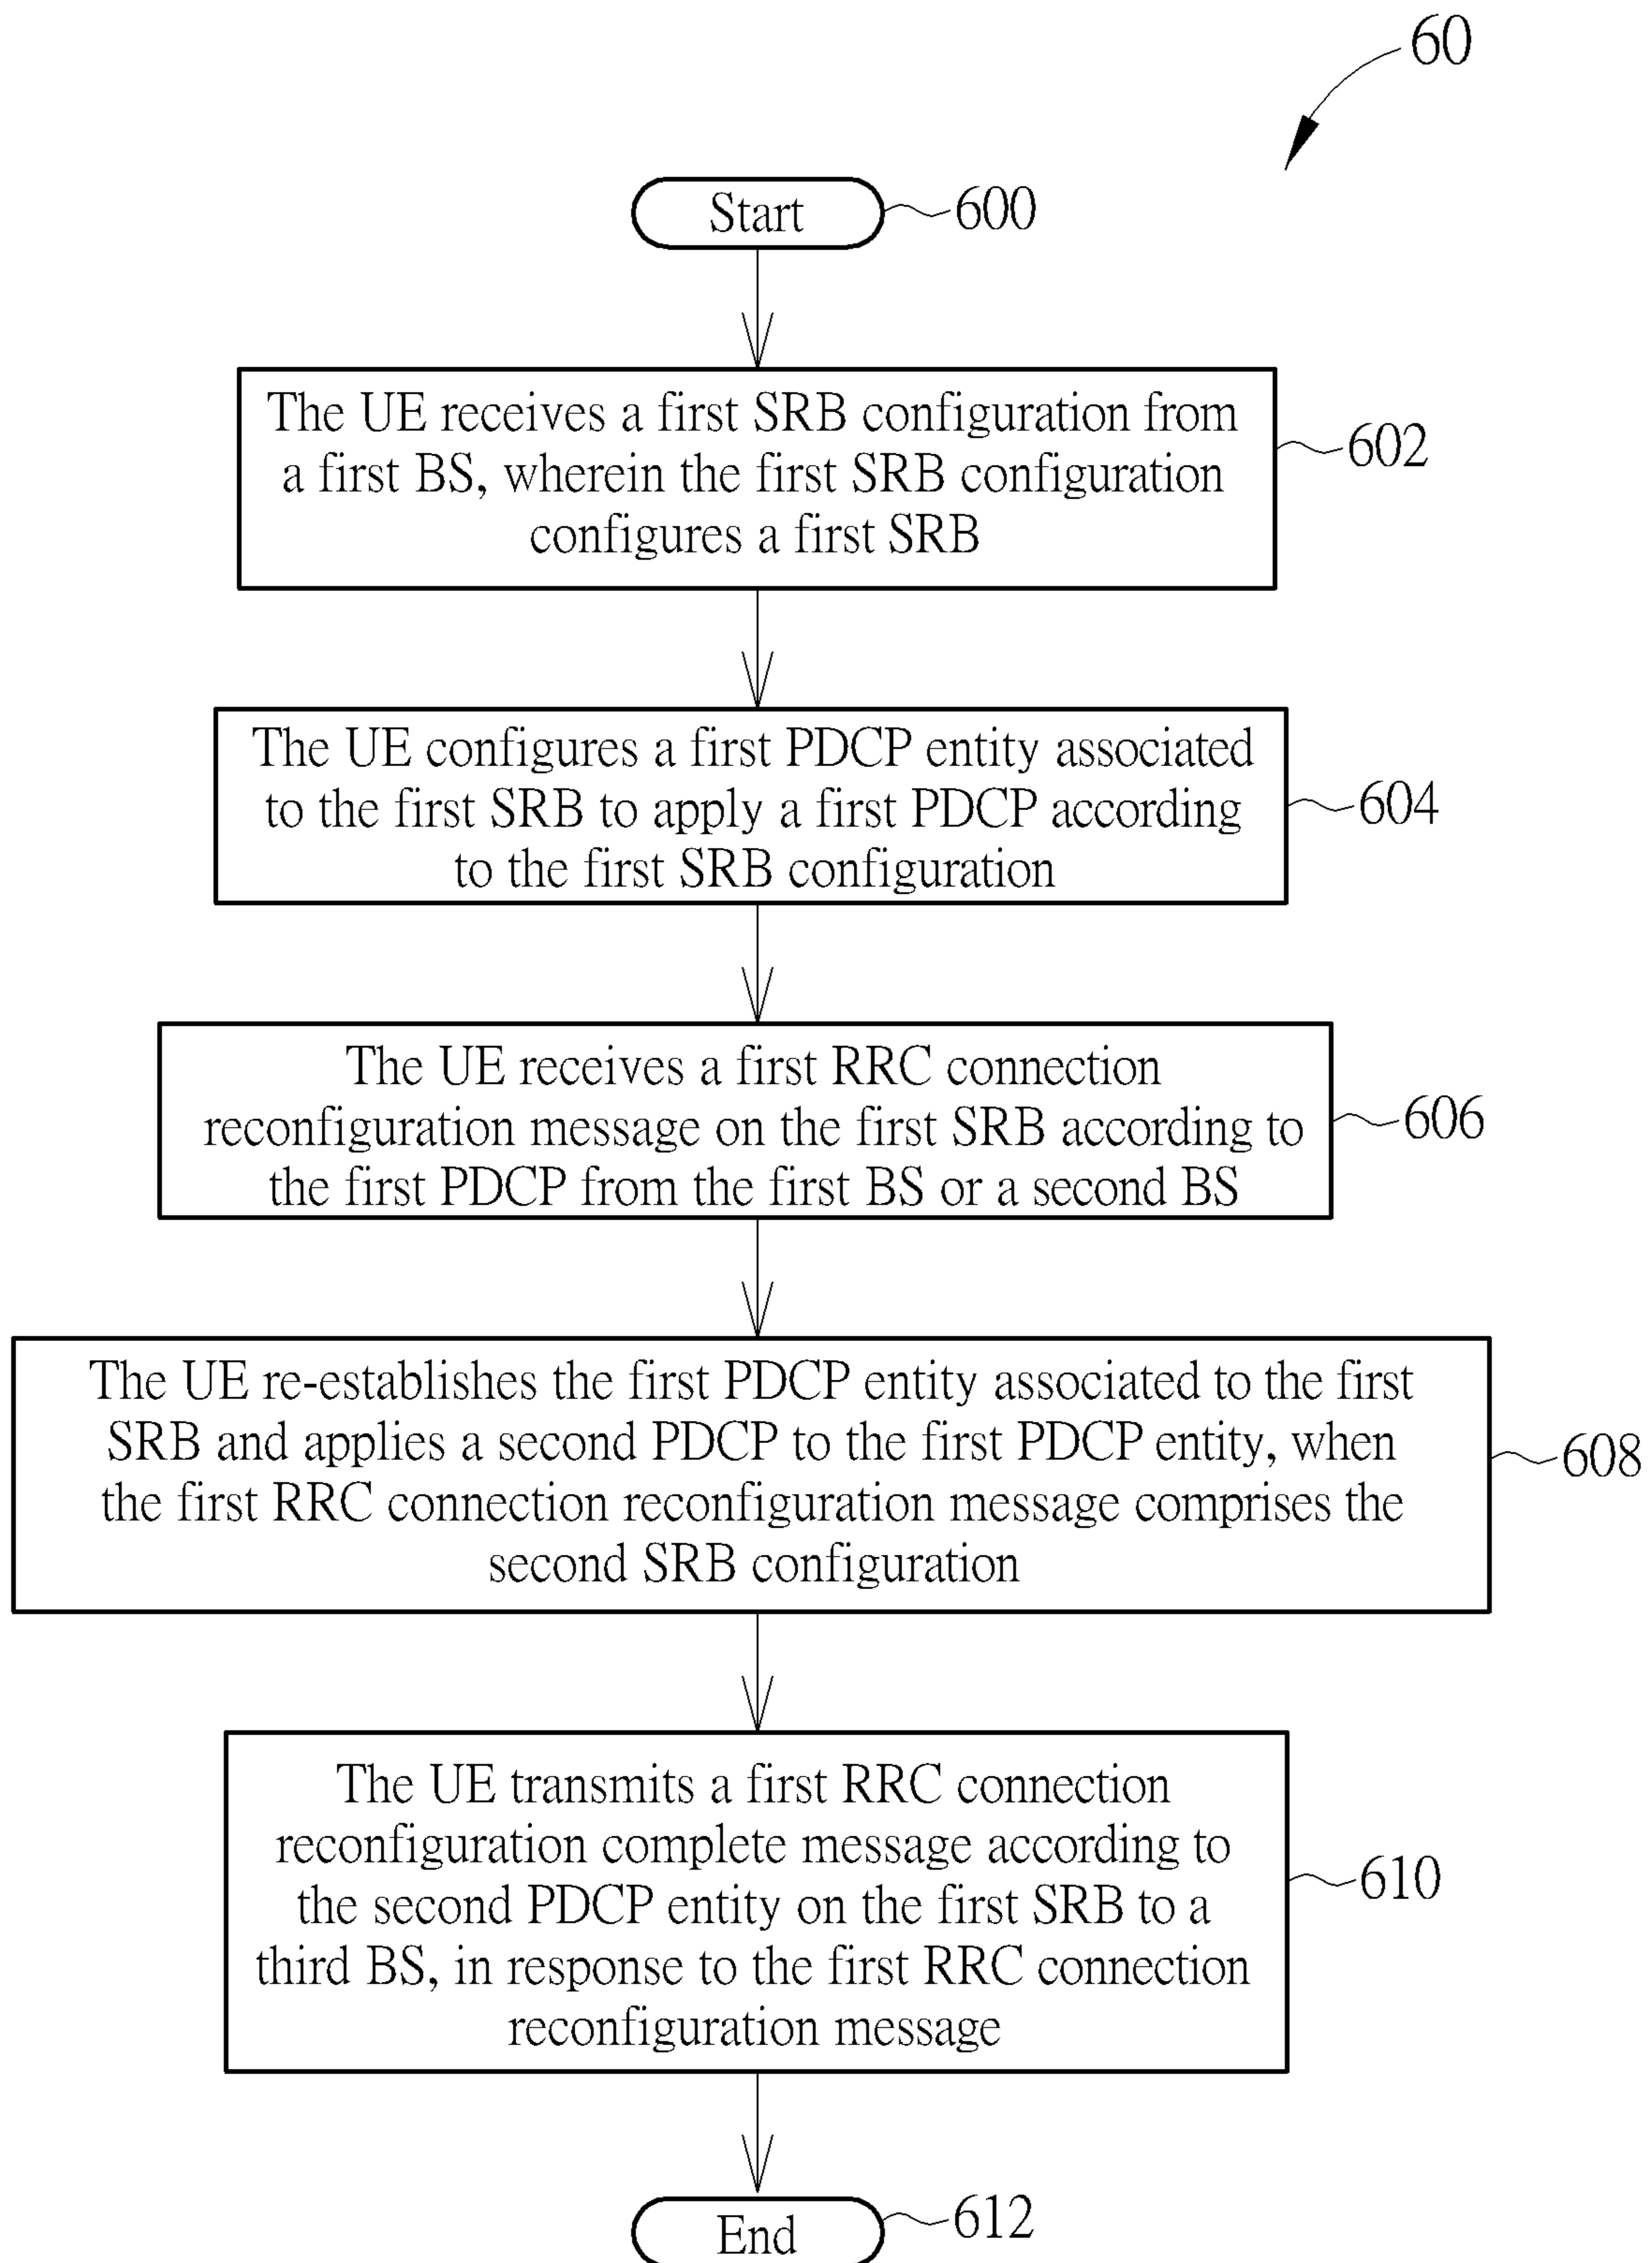 60
Start
600
The UE receives a first SRB configuration from
a first BS, wherein the first SRB configuration
configures a first SRB
602
The UE configures a first PDCP entity associated
to the first SRB to apply a first PDCP according
to the first SRB configuration
604
The UE receives a first RRC connection
reconfiguration message on the first SRB according to
the first PDCP from the first BS or a second BS
606
The UE re-establishes the first PDCP entity associated to the first
SRB and applies a second PDCP to the first PDCP entity, when
the first RRC connection reconfiguration message comprises the
second SRB configuration
608
The UE transmits a first RRC connection
reconfiguration complete message according to
the second PDCP entity on the first SRB to a
third BS, in response to the first RRC connection
reconfiguration message
610
End
612